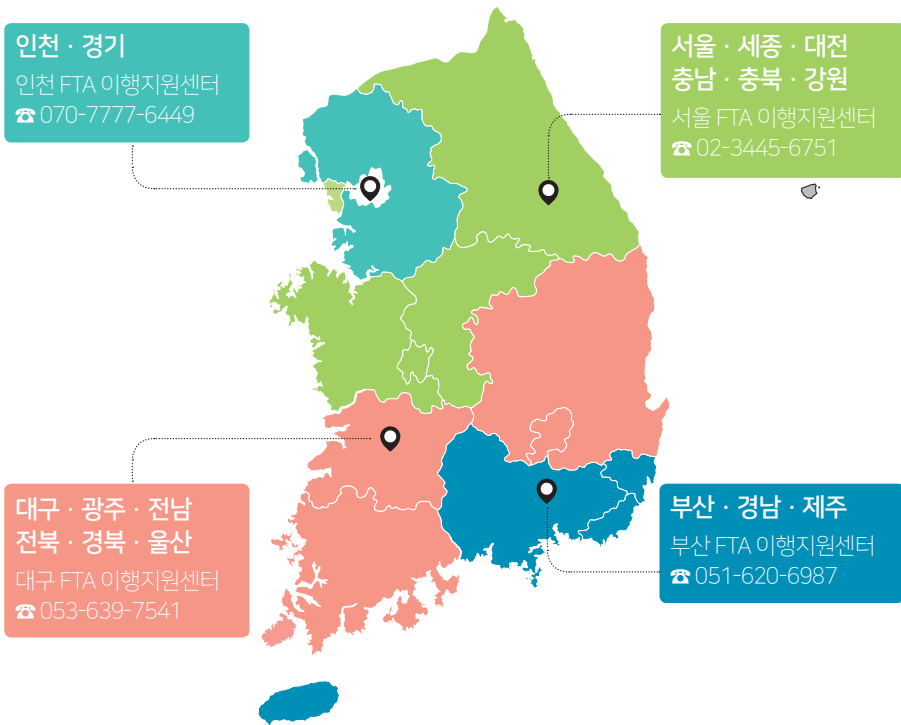 인천 · 경기
인천 FTA 이행지원센터
☎ 070-7777-6449
서울 · 세종 · 대전
충남 · 충북 · 강원
서울 FTA 이행지원센터
☎ 02-3445-6751
대구 · 광주 · 전남
전북 · 경북 · 울산
대구 FTA 이행지원센터
☎ 053-639-7541
부산 · 경남 · 제주
부산 FTA 이행지원센터
☎ 051-620-6987